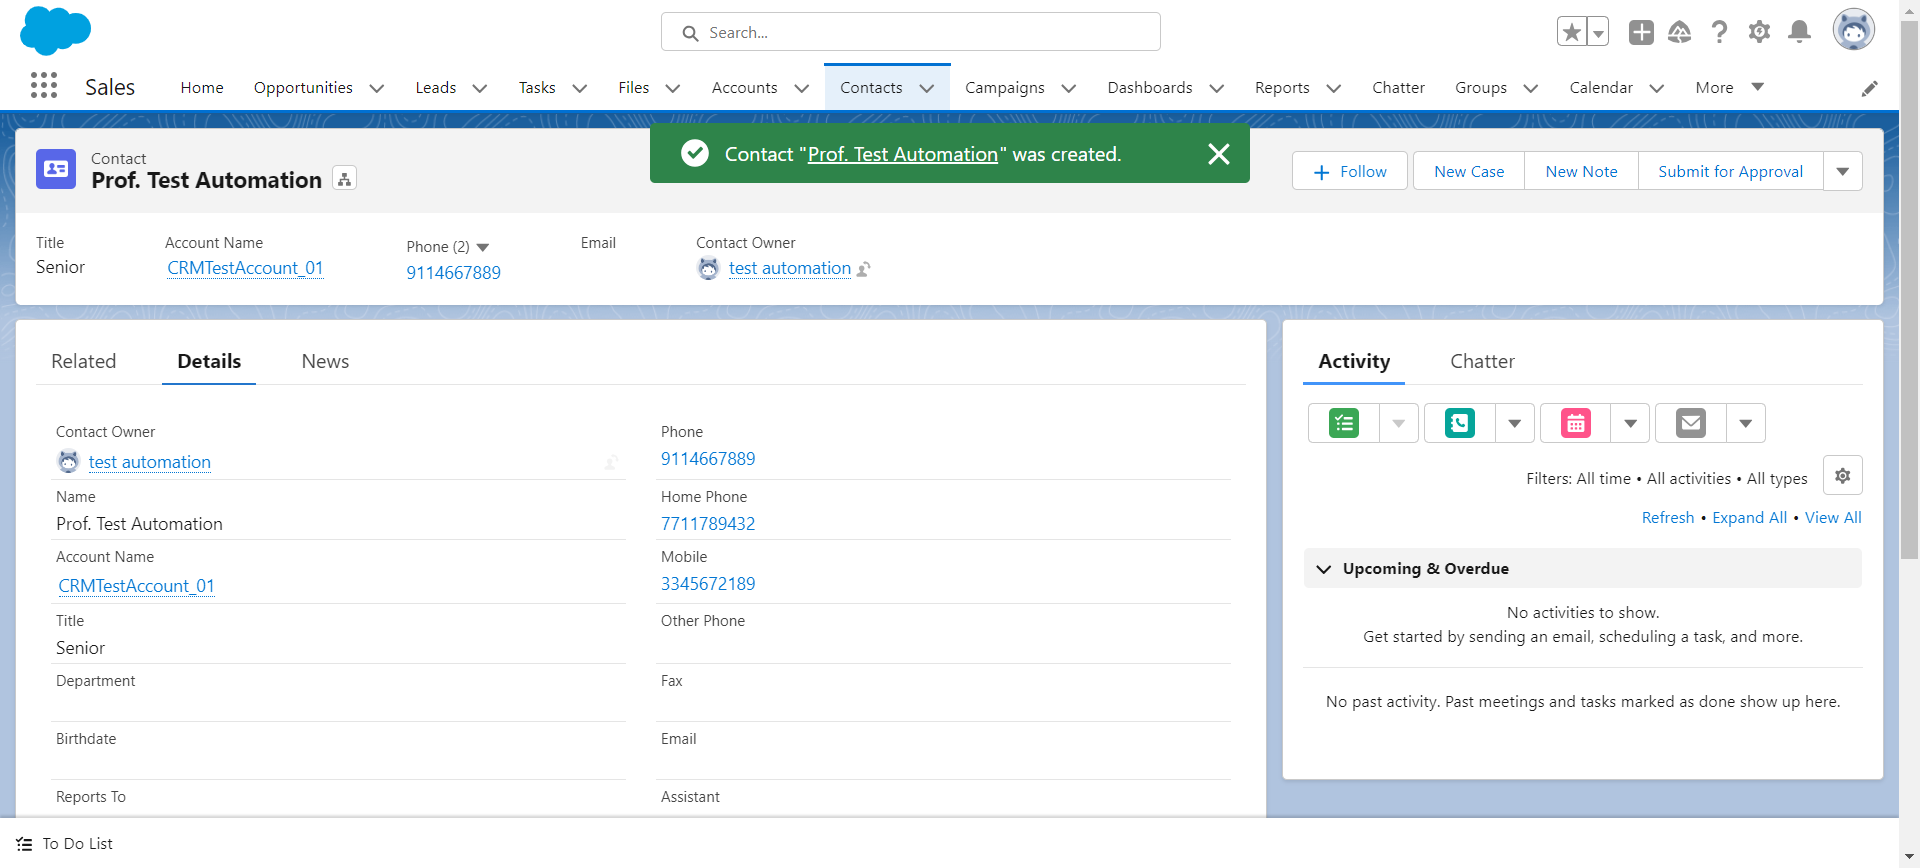 Search...
Sales
Home
Opportunities
Leads
Tasks
Files
Accounts
Contacts
Campaigns
Dashboards
Reports
Chatter
Groups
Calendar
More
Contact
Prof. Test Automation
Contact "Prof. Test Automation" was created.
Follow
New Case
New Note
Submit for Approval
Title
Senior
Account Name
CRMTestAccount_01
Phone (2)
9114667889
Email
Contact Owner
test automation
Related
Details
News
Contact Owner
test automation
Name
Prof. Test Automation
Account Name
CRMTestAccount_01
Title
Senior
Department
Birthdate
Reports To
Phone
9114667889
Home Phone
7711789432
Mobile
3345672189
Other Phone
Fax
Email
Assistant
Activity
Chatter
Filters: All time • All activities • All types
Refresh • Expand All • View All
Upcoming & Overdue
No activities to show.
Get started by sending an email, scheduling a task, and more.
No past activity. Past meetings and tasks marked as done show up here.
To Do List